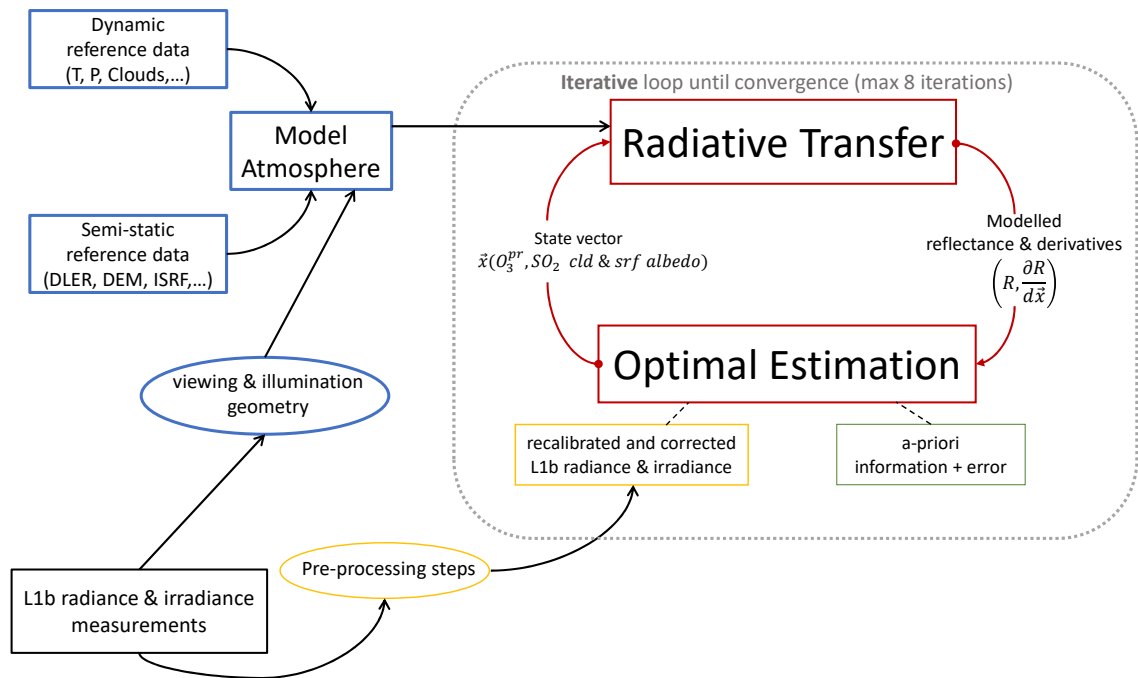 Dynamic
reference data
(T, P, Clouds,...)
Iterative loop until convergence (max 8 iterations)
Model
Atmosphere
Radiative Transfer
Semi-static
reference data
(DLER, DEM, ISRF,...)
State vector
x⃗(O₃ᵖʳ, SO₂ cld & srf albedo)
Modelled
reflectance & derivatives
(R, ∂R/dx⃗)
Optimal Estimation
viewing & illumination
geometry
recalibrated and corrected
L1b radiance & irradiance
a-priori
information + error
Pre-processing steps
L1b radiance & irradiance
measurements